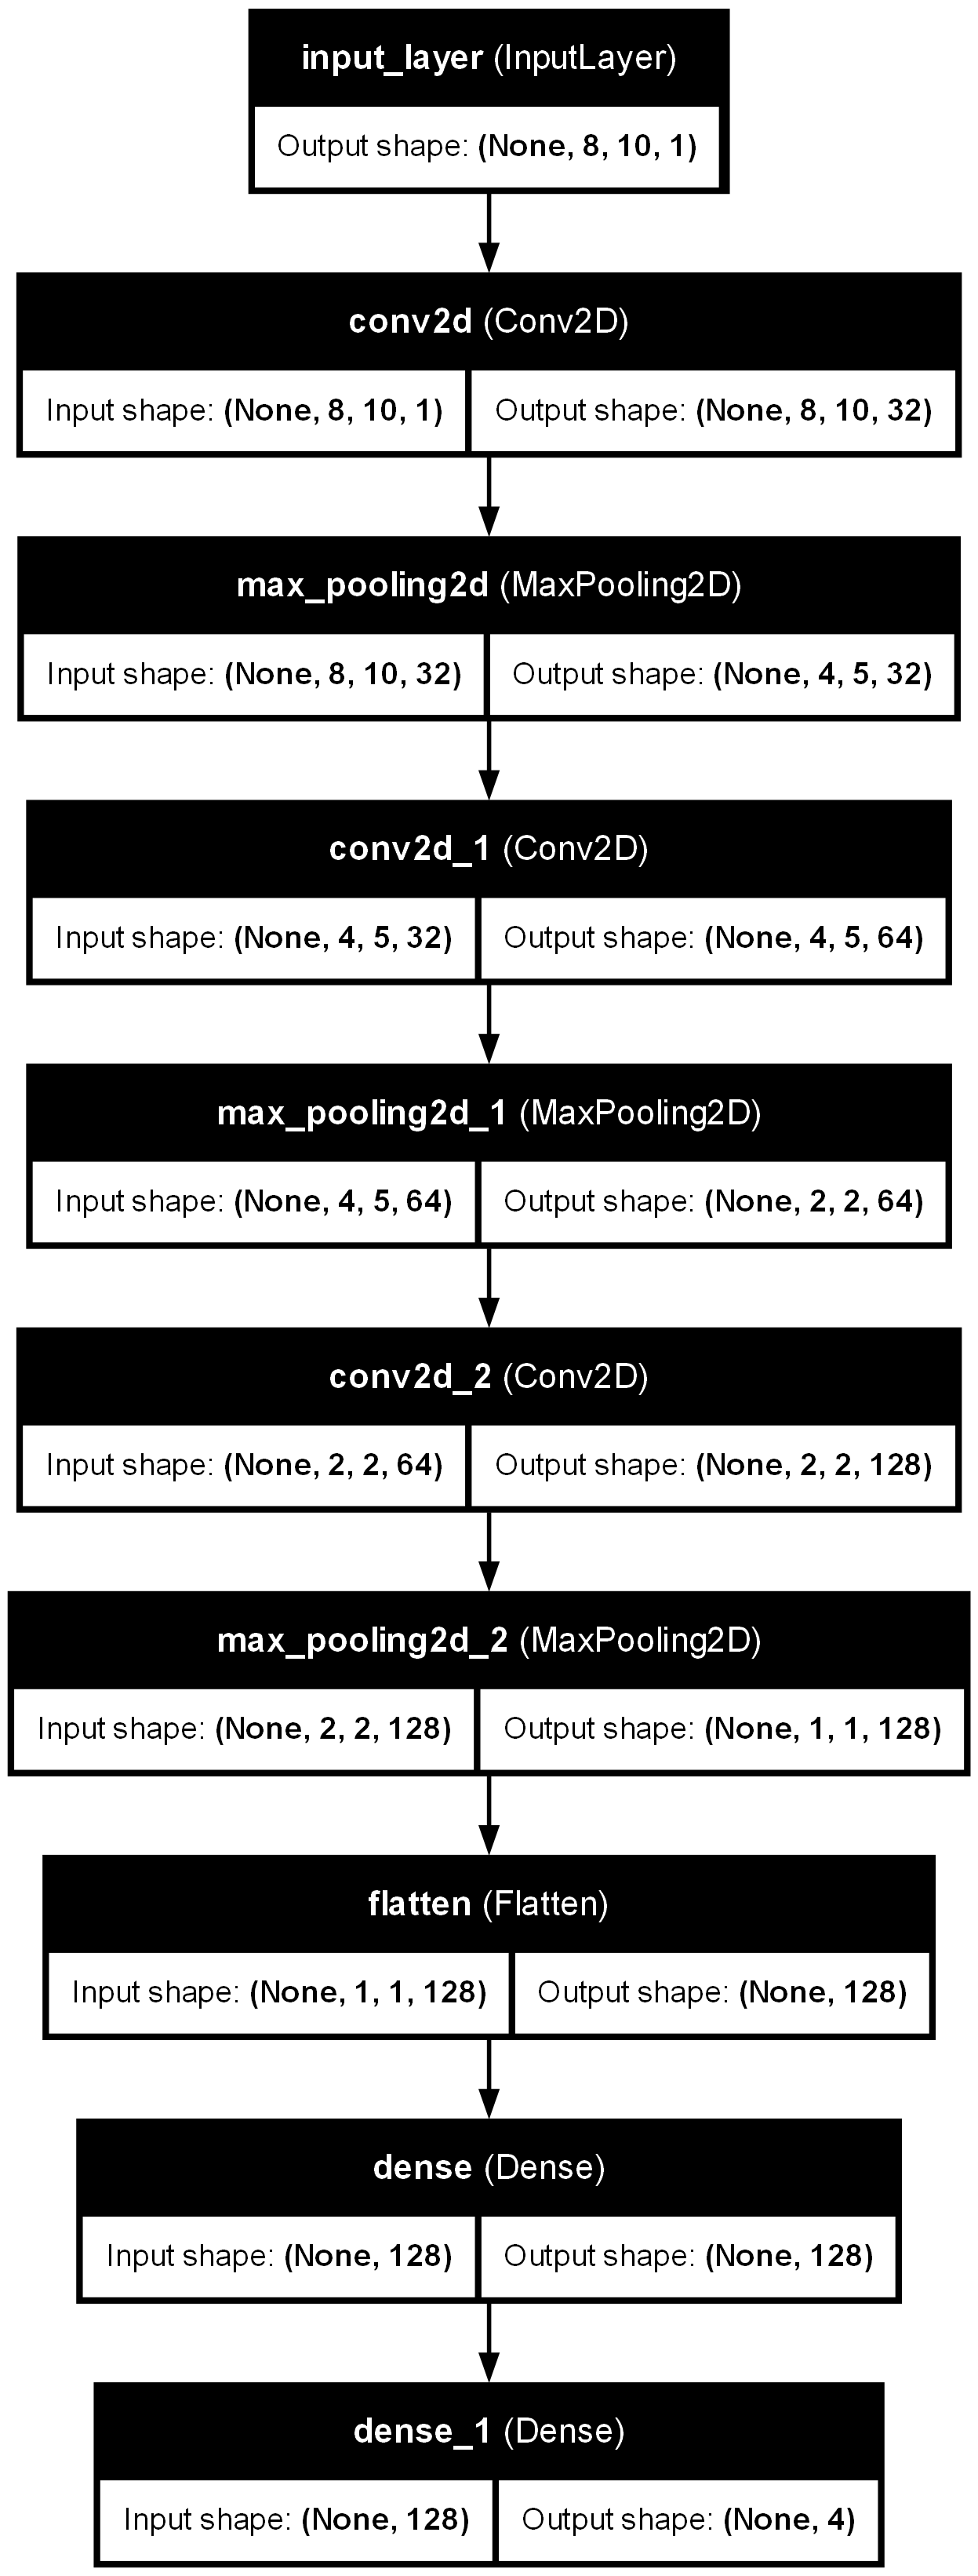 input_layer (InputLayer)
Output shape: (None, 8, 10, 1)
conv2d (Conv2D)
Input shape: (None, 8, 10, 1) Output shape: (None, 8, 10, 32)
max_pooling2d (MaxPooling2D)
Input shape: (None, 8, 10, 32) Output shape: (None, 4, 5, 32)
conv2d_1 (Conv2D)
Input shape: (None, 4, 5, 32) Output shape: (None, 4, 5, 64)
max_pooling2d_1 (MaxPooling2D)
Input shape: (None, 4, 5, 64) Output shape: (None, 2, 2, 64)
conv2d_2 (Conv2D)
Input shape: (None, 2, 2, 64) Output shape: (None, 2, 2, 128)
max_pooling2d_2 (MaxPooling2D)
Input shape: (None, 2, 2, 128) Output shape: (None, 1, 1, 128)
flatten (Flatten)
Input shape: (None, 1, 1, 128) Output shape: (None, 128)
dense (Dense)
Input shape: (None, 128) Output shape: (None, 128)
dense_1 (Dense)
Input shape: (None, 128) Output shape: (None, 4)